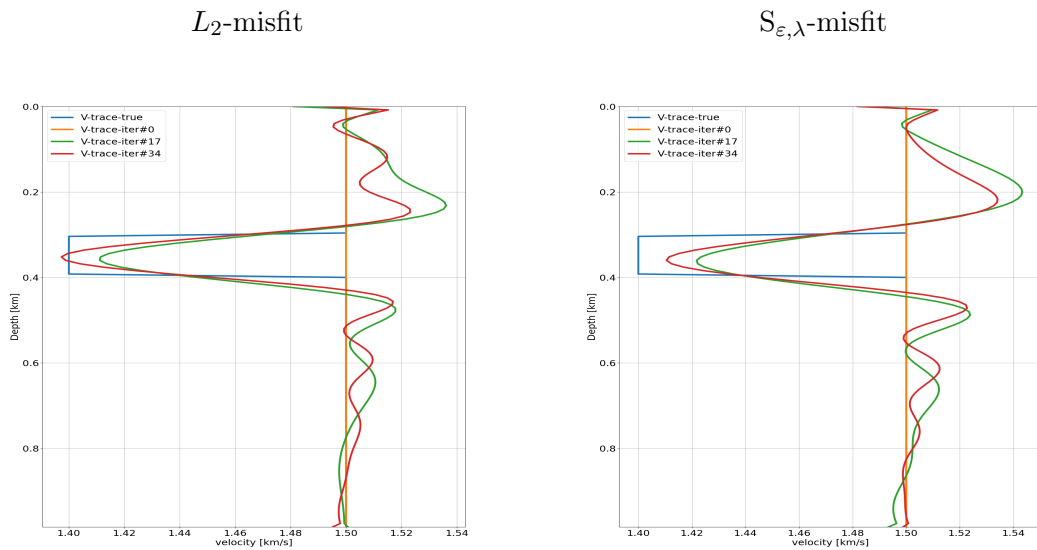 L₂-misfit
S_{ε,λ}-misfit
V-trace-true
V-trace-iter#0
V-trace-iter#17
V-trace-iter#34
0.0
0.2
0.4
0.6
0.8
Depth [km]
1.40 1.42 1.44 1.46 1.48 1.50 1.52 1.54
velocity [km/s]
V-trace-true
V-trace-iter#0
V-trace-iter#17
V-trace-iter#34
0.0
0.2
0.4
0.6
0.8
Depth [km]
1.40 1.42 1.44 1.46 1.48 1.50 1.52 1.54
velocity [km/s]